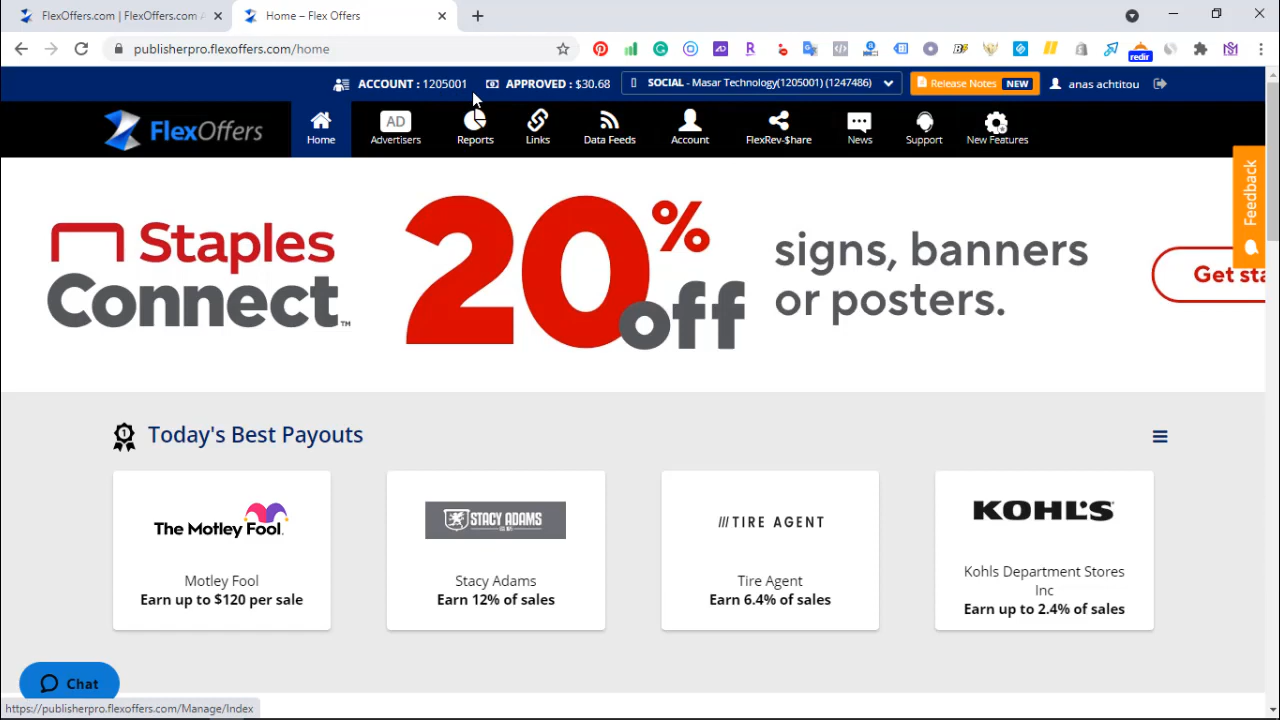 FlexOffers.com | FlexOffers.com
Home – Flex Offers
publisherpro.flexoffers.com/home
redir
ACCOUNT : 1205001
APPROVED : $30.68
SOCIAL - Masar Technology(1205001) (1247486)
Release Notes NEW
anas achtitou
FlexOffers
Home
AD
Advertisers
Reports
Links
Data Feeds
Account
FlexRev-$hare
News
Support
New Features
Feedback
Staples
Connect™
20%
off
signs, banners
or posters.
Get sta
1
Today's Best Payouts
The Motley Fool.
Motley Fool
Earn up to $120 per sale
STACY ADAMS
Stacy Adams
Earn 12% of sales
TIRE AGENT
Tire Agent
Earn 6.4% of sales
KOHL'S
Kohls Department Stores
Inc
Earn up to 2.4% of sales
Chat
https://publisherpro.flexoffers.com/Manage/Index